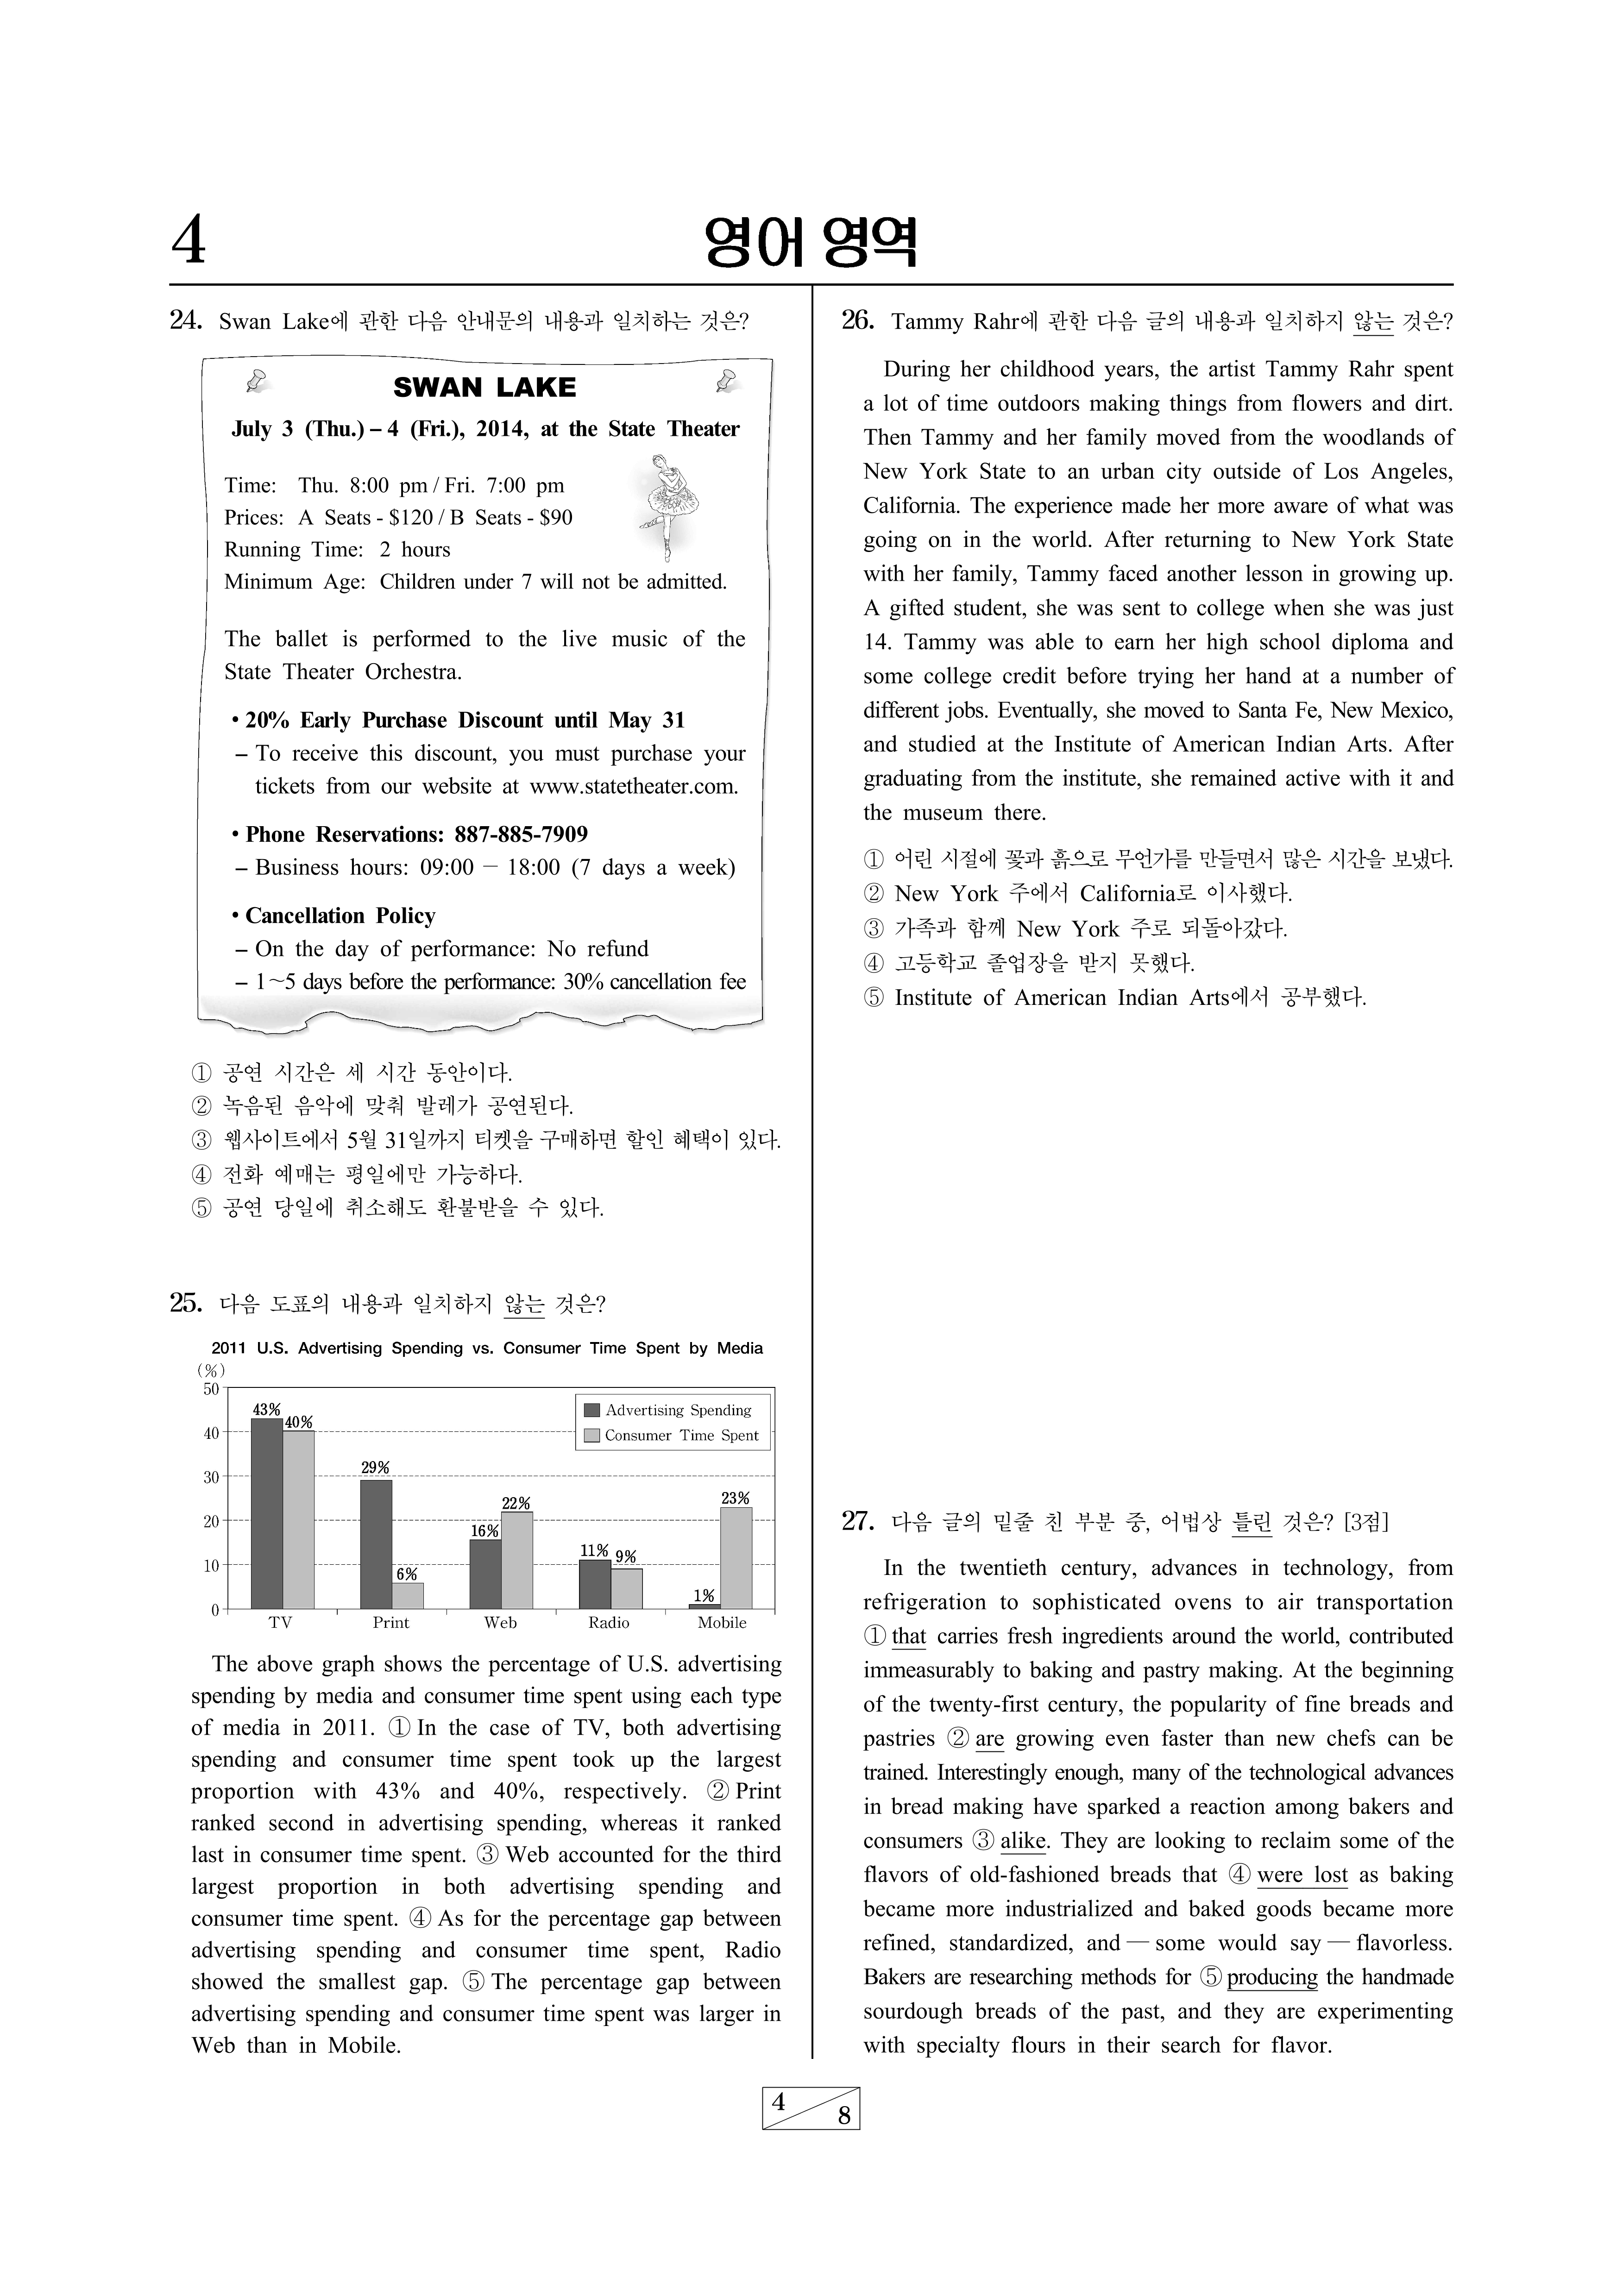 4
영어 영역
24. Swan Lake에 관한 다음 안내문의 내용과 일치하는 것은?
SWAN LAKE
July 3 (Thu.) – 4 (Fri.), 2014, at the State Theater
Time: Thu. 8:00 pm / Fri. 7:00 pm
Prices: A Seats - $120 / B Seats - $90
Running Time: 2 hours
Minimum Age: Children under 7 will not be admitted.
The ballet is performed to the live music of the
State Theater Orchestra.
• 20% Early Purchase Discount until May 31
– To receive this discount, you must purchase your
tickets from our website at www.statetheater.com.
• Phone Reservations: 887-885-7909
– Business hours: 09:00 – 18:00 (7 days a week)
• Cancellation Policy
– On the day of performance: No refund
– 1~5 days before the performance: 30% cancellation fee
① 공연 시간은 세 시간 동안이다.
② 녹음된 음악에 맞춰 발레가 공연된다.
③ 웹사이트에서 5월 31일까지 티켓을 구매하면 할인 혜택이 있다.
④ 전화 예매는 평일에만 가능하다.
⑤ 공연 당일에 취소해도 환불받을 수 있다.
25. 다음 도표의 내용과 일치하지 않는 것은?
2011 U.S. Advertising Spending vs. Consumer Time Spent by Media
(%)
50
40
30
20
10
0
Advertising Spending
Consumer Time Spent
43% 40%
29% 6%
16% 22%
11% 9%
1% 23%
TV Print Web Radio Mobile
The above graph shows the percentage of U.S. advertising
spending by media and consumer time spent using each type
of media in 2011. ① In the case of TV, both advertising
spending and consumer time spent took up the largest
proportion with 43% and 40%, respectively. ② Print
ranked second in advertising spending, whereas it ranked
last in consumer time spent. ③ Web accounted for the third
largest proportion in both advertising spending and
consumer time spent. ④ As for the percentage gap between
advertising spending and consumer time spent, Radio
showed the smallest gap. ⑤ The percentage gap between
advertising spending and consumer time spent was larger in
Web than in Mobile.
26. Tammy Rahr에 관한 다음 글의 내용과 일치하지 않는 것은?
During her childhood years, the artist Tammy Rahr spent
a lot of time outdoors making things from flowers and dirt.
Then Tammy and her family moved from the woodlands of
New York State to an urban city outside of Los Angeles,
California. The experience made her more aware of what was
going on in the world. After returning to New York State
with her family, Tammy faced another lesson in growing up.
A gifted student, she was sent to college when she was just
14. Tammy was able to earn her high school diploma and
some college credit before trying her hand at a number of
different jobs. Eventually, she moved to Santa Fe, New Mexico,
and studied at the Institute of American Indian Arts. After
graduating from the institute, she remained active with it and
the museum there.
① 어린 시절에 꽃과 흙으로 무언가를 만들면서 많은 시간을 보냈다.
② New York 주에서 California로 이사했다.
③ 가족과 함께 New York 주로 되돌아갔다.
④ 고등학교 졸업장을 받지 못했다.
⑤ Institute of American Indian Arts에서 공부했다.
27. 다음 글의 밑줄 친 부분 중, 어법상 틀린 것은? [3점]
In the twentieth century, advances in technology, from
refrigeration to sophisticated ovens to air transportation
① that carries fresh ingredients around the world, contributed
immeasurably to baking and pastry making. At the beginning
of the twenty-first century, the popularity of fine breads and
pastries ② are growing even faster than new chefs can be
trained. Interestingly enough, many of the technological advances
in bread making have sparked a reaction among bakers and
consumers ③ alike. They are looking to reclaim some of the
flavors of old-fashioned breads that ④ were lost as baking
became more industrialized and baked goods became more
refined, standardized, and — some would say — flavorless.
Bakers are researching methods for ⑤ producing the handmade
sourdough breads of the past, and they are experimenting
with specialty flours in their search for flavor.
4
8